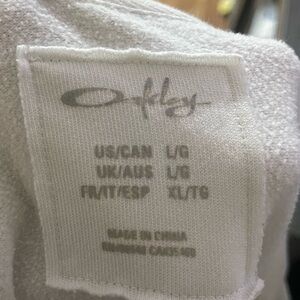 Oakley
US/CAN L/G
UK/AUS L/G
FR/IT/ESP XL/TG
MADE IN CHINA